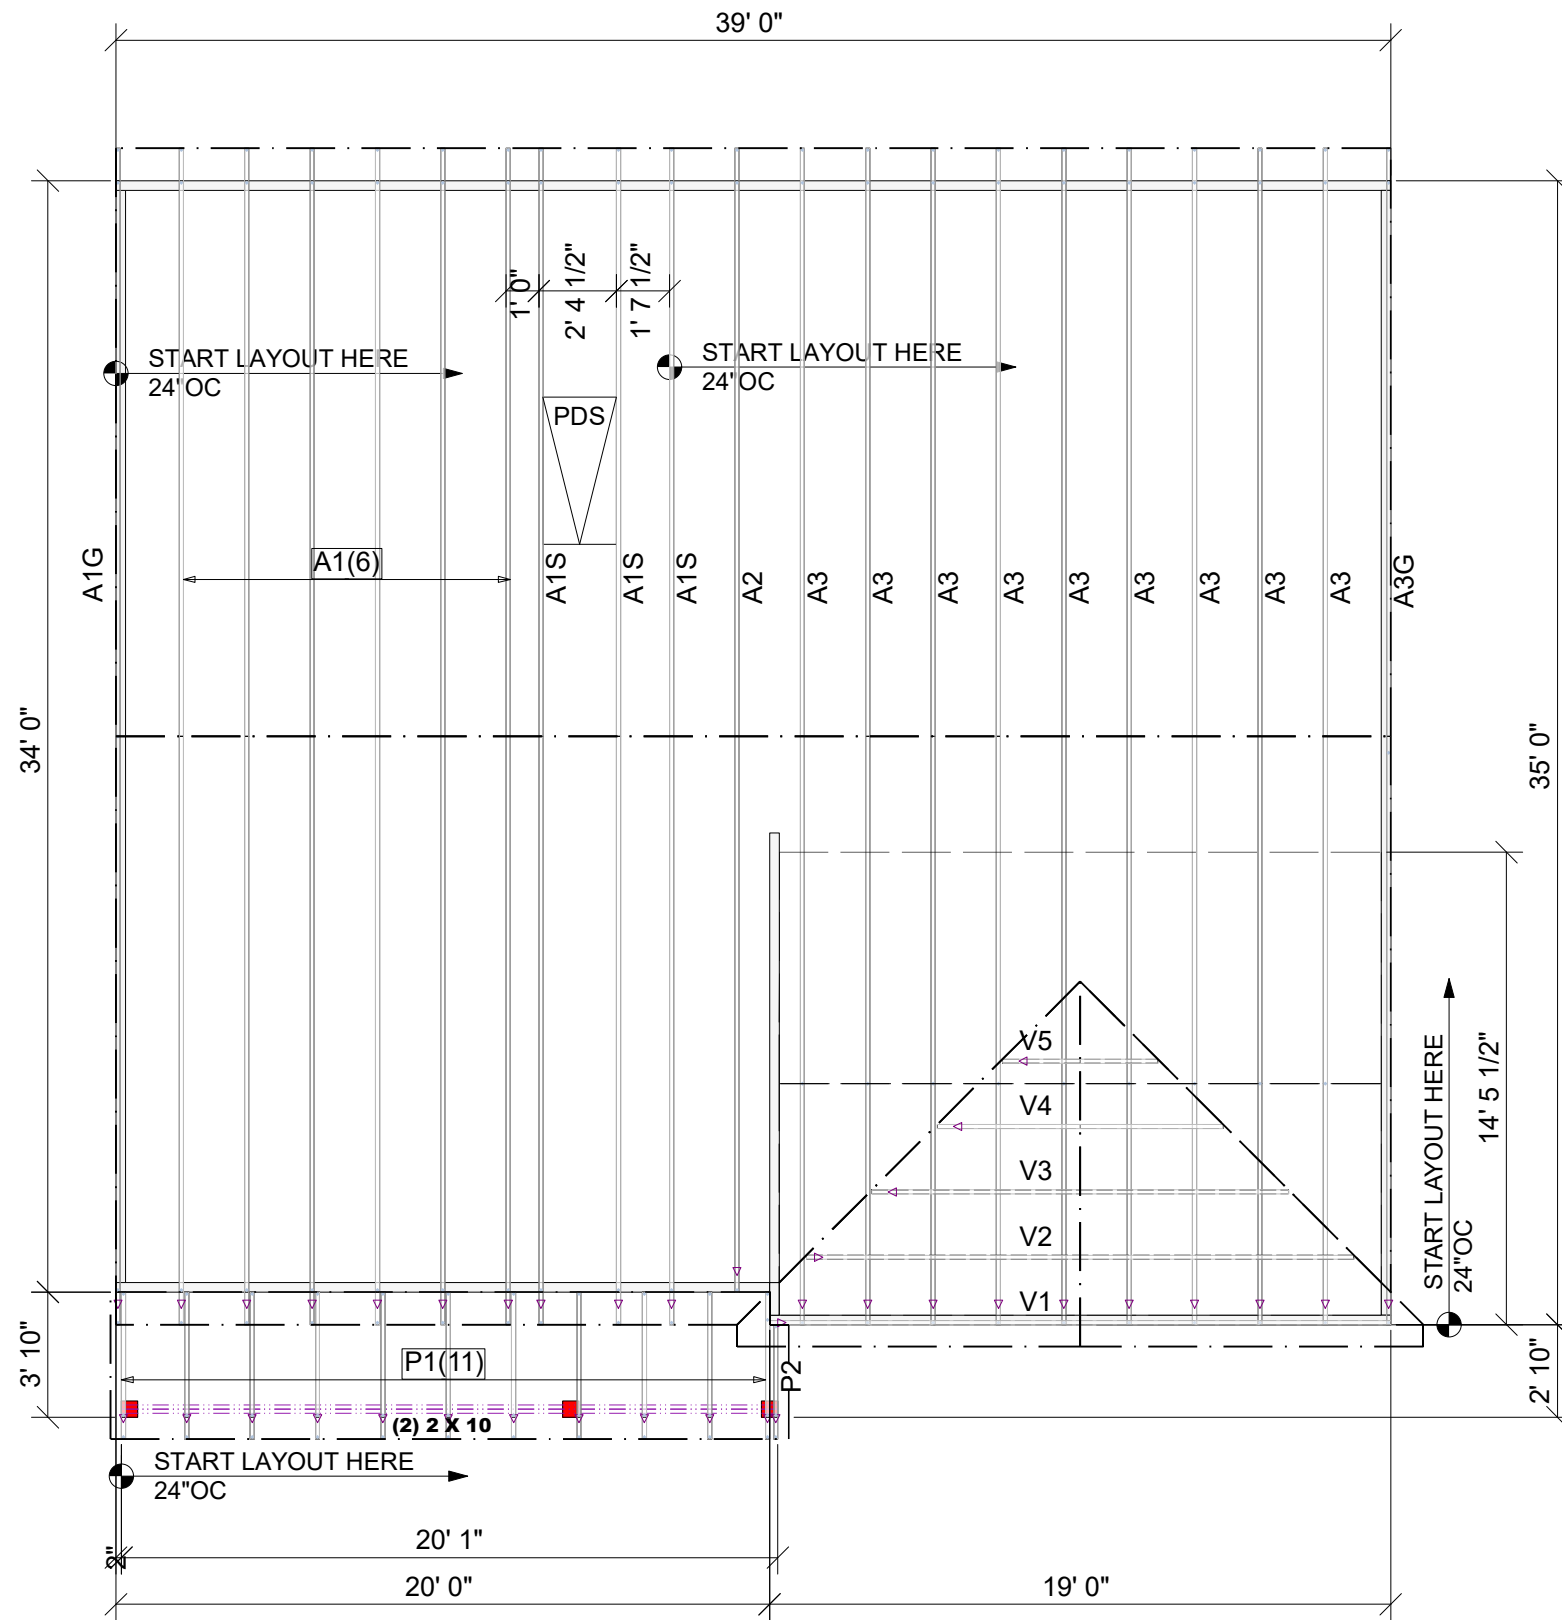 39' 0"
1' 0"
2' 4 1/2"
1' 7 1/2"
START LAYOUT HERE
24"OC
START LAYOUT HERE
24"OC
PDS
A1G
A1(6)
A1S
A1S
A1S
A2
A3
A3
A3
A3
A3
A3
A3
A3
A3
A3G
34' 0"
35' 0"
V5
V4
V3
V2
V1
14' 5 1/2"
START LAYOUT HERE
24"OC
3' 10"
P1(11)
P2
2' 10"
(2) 2 X 10
START LAYOUT HERE
24"OC
2"
20' 1"
20' 0"
19' 0"